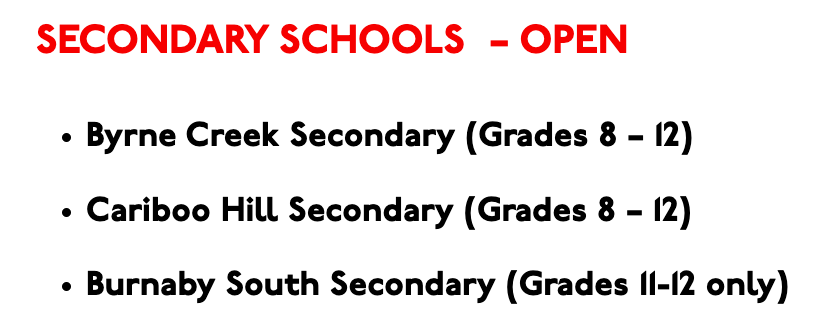 SECONDARY SCHOOLS – OPEN
• Byrne Creek Secondary (Grades 8 – 12)
• Cariboo Hill Secondary (Grades 8 – 12)
• Burnaby South Secondary (Grades 11-12 only)